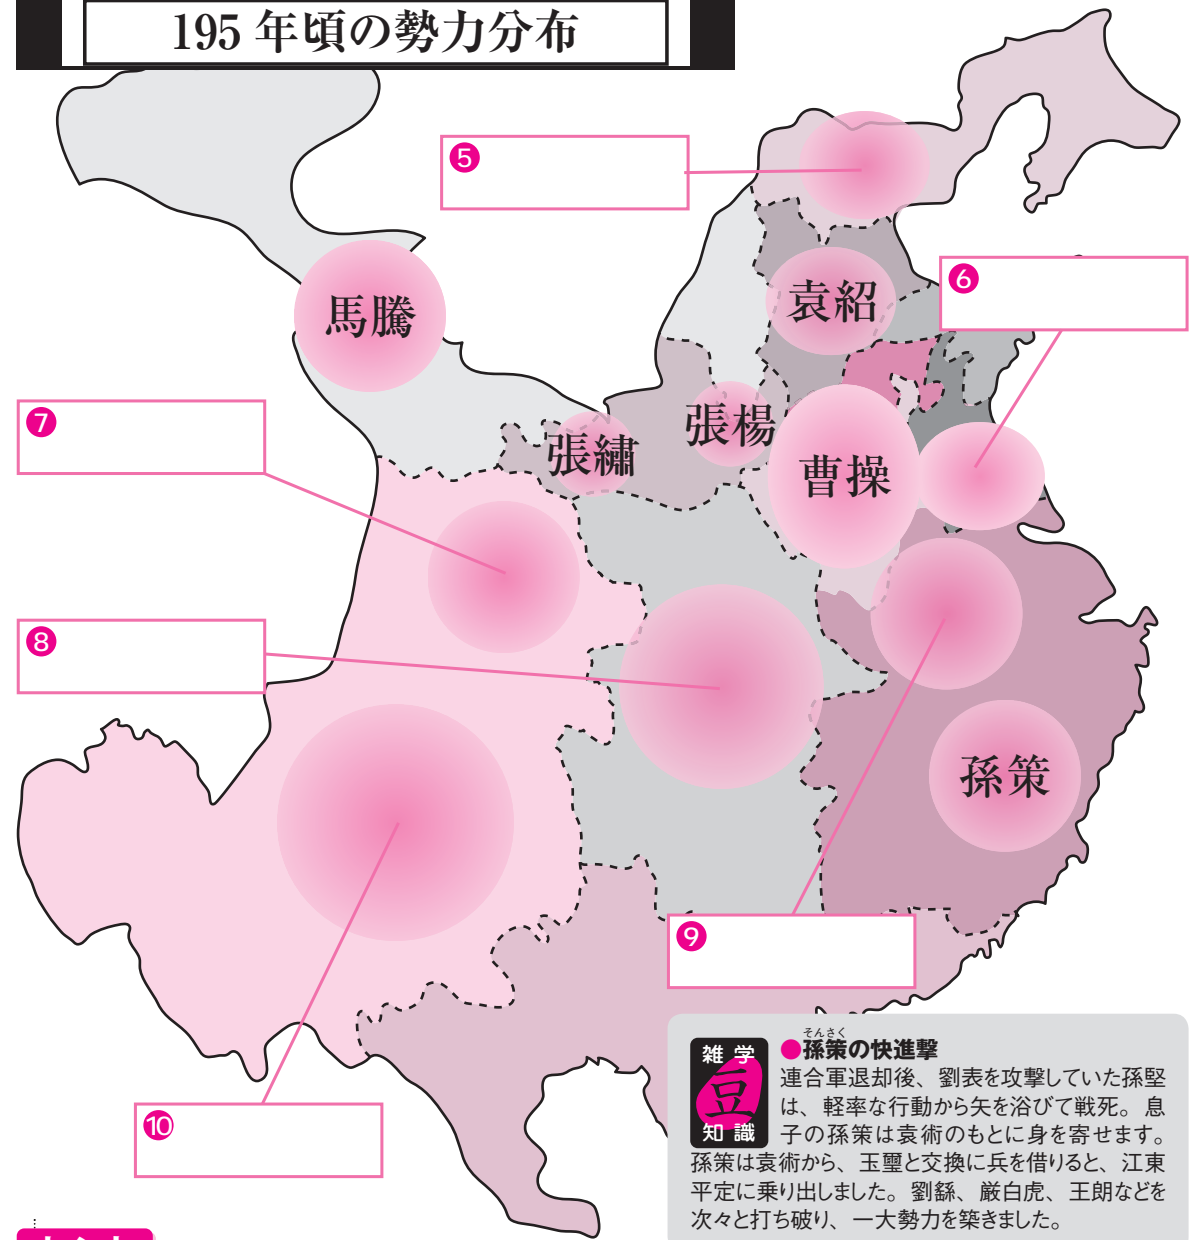 195 年頃の勢力分布
❺
❻
袁紹
馬騰
❼
張楊
張繡
曹操
❽
孫策
❾
❿
雑学
豆
知識
そんさく
●孫策の快進撃
連合軍退却後、劉表を攻撃していた孫堅
は、軽率な行動から矢を浴びて戦死。息
子の孫策は袁術のもとに身を寄せます。
孫策は袁術から、玉璽と交換に兵を借りると、江東
平定に乗り出しました。劉繇、厳白虎、王朗などを
次々と打ち破り、一大勢力を築きました。